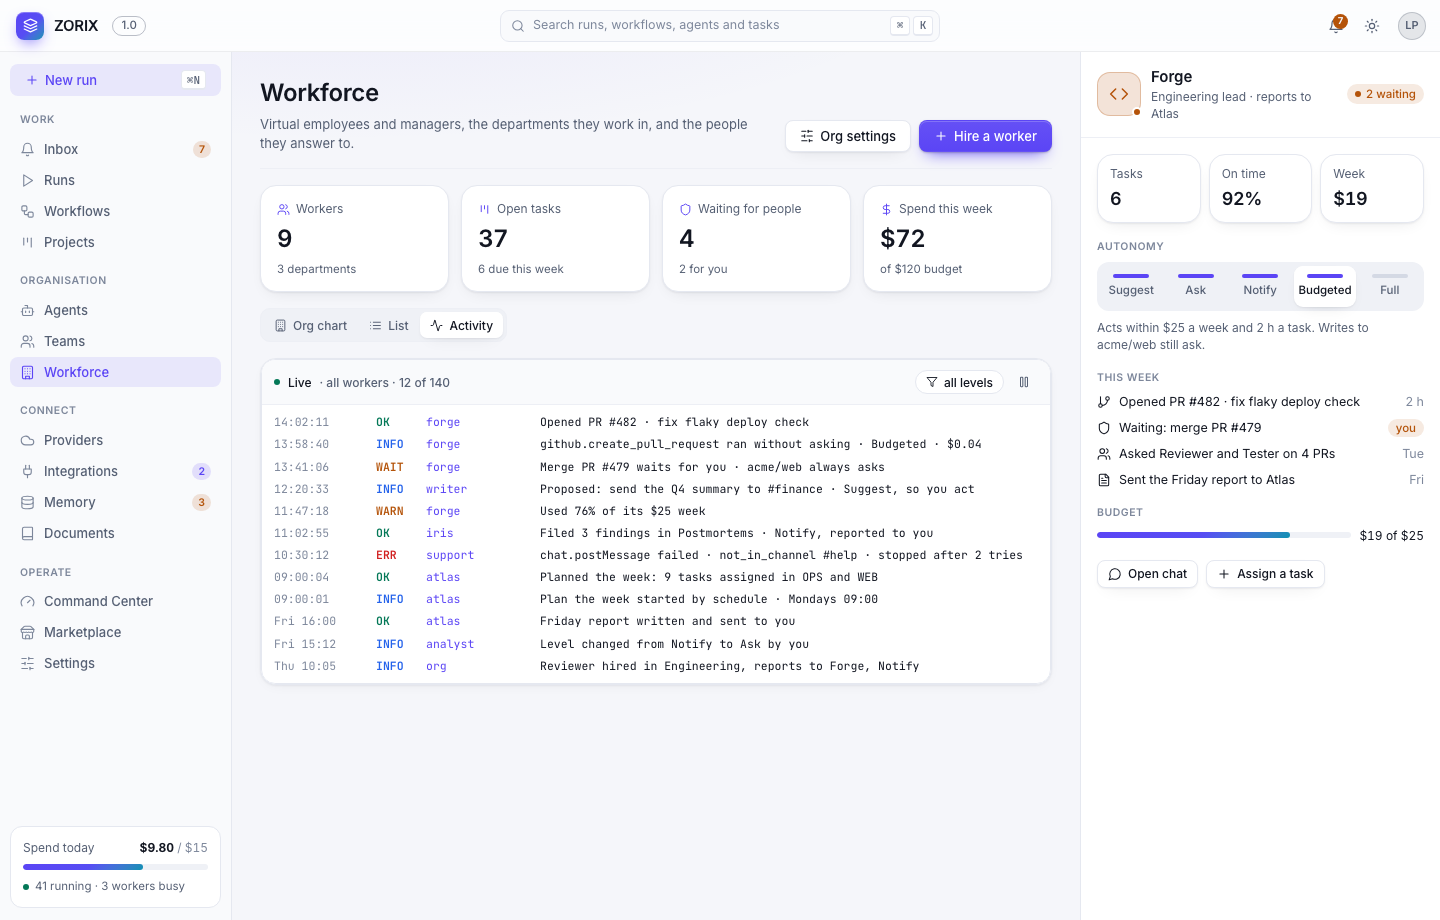 ZORIX 1.0
Search runs, workflows, agents and tasks ⌘ K
7
LP
+ New run ⌘N
WORK
Inbox 7
Runs
Workflows
Projects
ORGANISATION
Agents
Teams
Workforce
CONNECT
Providers
Integrations 2
Memory 3
Documents
OPERATE
Command Center
Marketplace
Settings
Spend today $9.80 / $15
41 running · 3 workers busy
Workforce
Virtual employees and managers, the departments they work in, and the people
they answer to.
Org settings
+ Hire a worker
Workers
9
3 departments
Open tasks
37
6 due this week
Waiting for people
4
2 for you
Spend this week
$72
of $120 budget
Org chart List Activity
Live · all workers · 12 of 140 all levels
14:02:11 OK forge Opened PR #482 · fix flaky deploy check
13:58:40 INFO forge github.create_pull_request ran without asking · Budgeted · $0.04
13:41:06 WAIT forge Merge PR #479 waits for you · acme/web always asks
12:20:33 INFO writer Proposed: send the Q4 summary to #finance · Suggest, so you act
11:47:18 WARN forge Used 76% of its $25 week
11:02:55 OK iris Filed 3 findings in Postmortems · Notify, reported to you
10:30:12 ERR support chat.postMessage failed · not_in_channel #help · stopped after 2 tries
09:00:04 OK atlas Planned the week: 9 tasks assigned in OPS and WEB
09:00:01 INFO atlas Plan the week started by schedule · Mondays 09:00
Fri 16:00 OK atlas Friday report written and sent to you
Fri 15:12 INFO analyst Level changed from Notify to Ask by you
Thu 10:05 INFO org Reviewer hired in Engineering, reports to Forge, Notify
Forge
Engineering lead · reports to
Atlas
2 waiting
Tasks
6
On time
92%
Week
$19
AUTONOMY
Suggest Ask Notify Budgeted Full
Acts within $25 a week and 2 h a task. Writes to
acme/web still ask.
THIS WEEK
Opened PR #482 · fix flaky deploy check 2 h
Waiting: merge PR #479 you
Asked Reviewer and Tester on 4 PRs Tue
Sent the Friday report to Atlas Fri
BUDGET
$19 of $25
Open chat
+ Assign a task